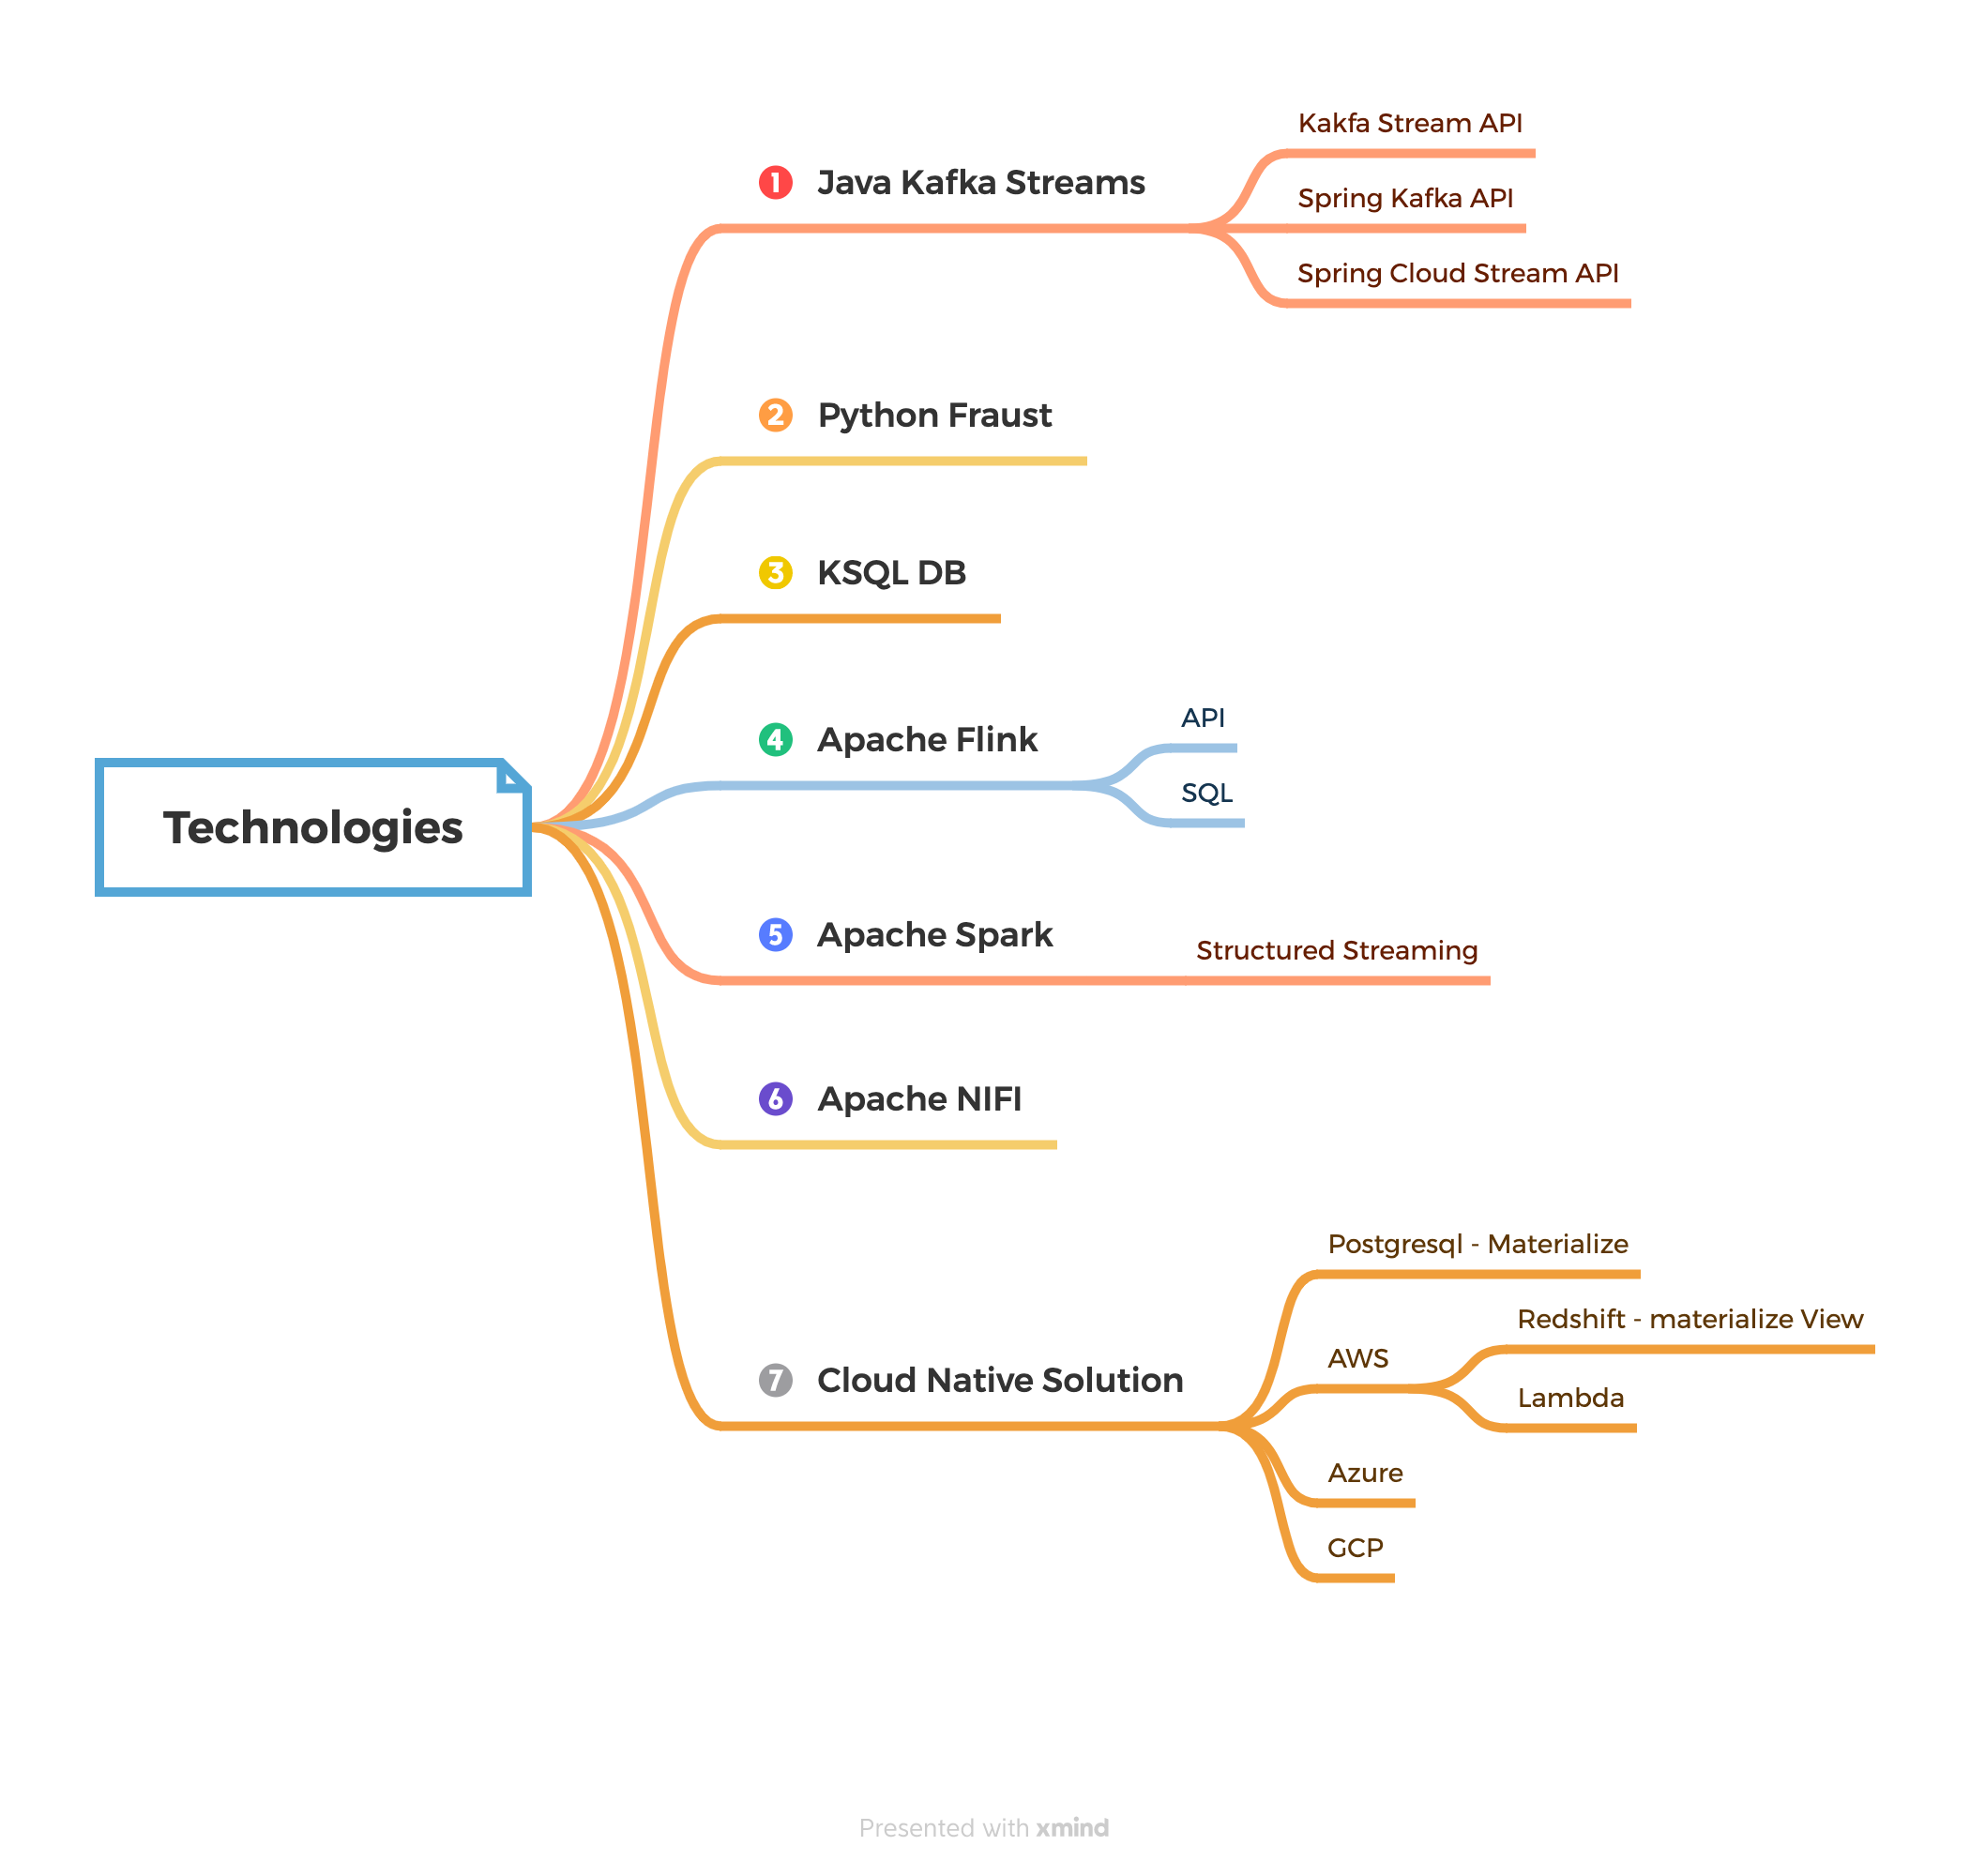 Technologies
1 Java Kafka Streams
Kakfa Stream API
Spring Kafka API
Spring Cloud Stream API
2 Python Fraust
3 KSQL DB
4 Apache Flink
API
SQL
5 Apache Spark
Structured Streaming
6 Apache NIFI
7 Cloud Native Solution
Postgresql - Materialize
AWS
Redshift - materialize View
Lambda
Azure
GCP
Presented with xmind